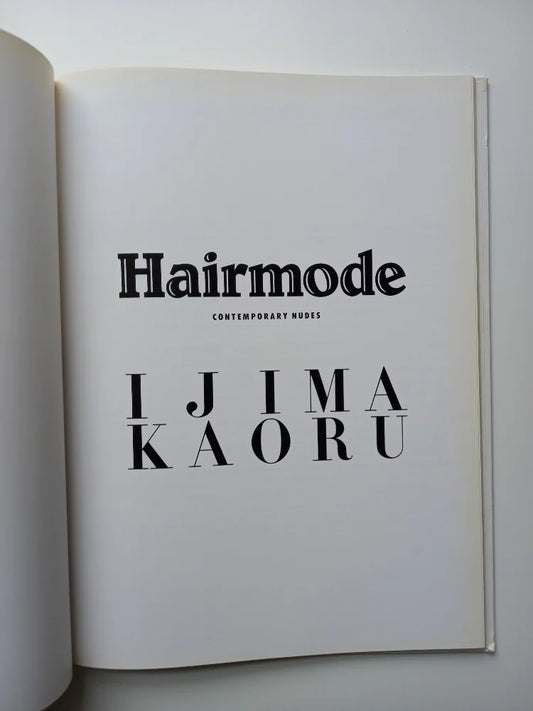 Hairmode
CONTEMPORARY NUDES
IJIMA
KAORU